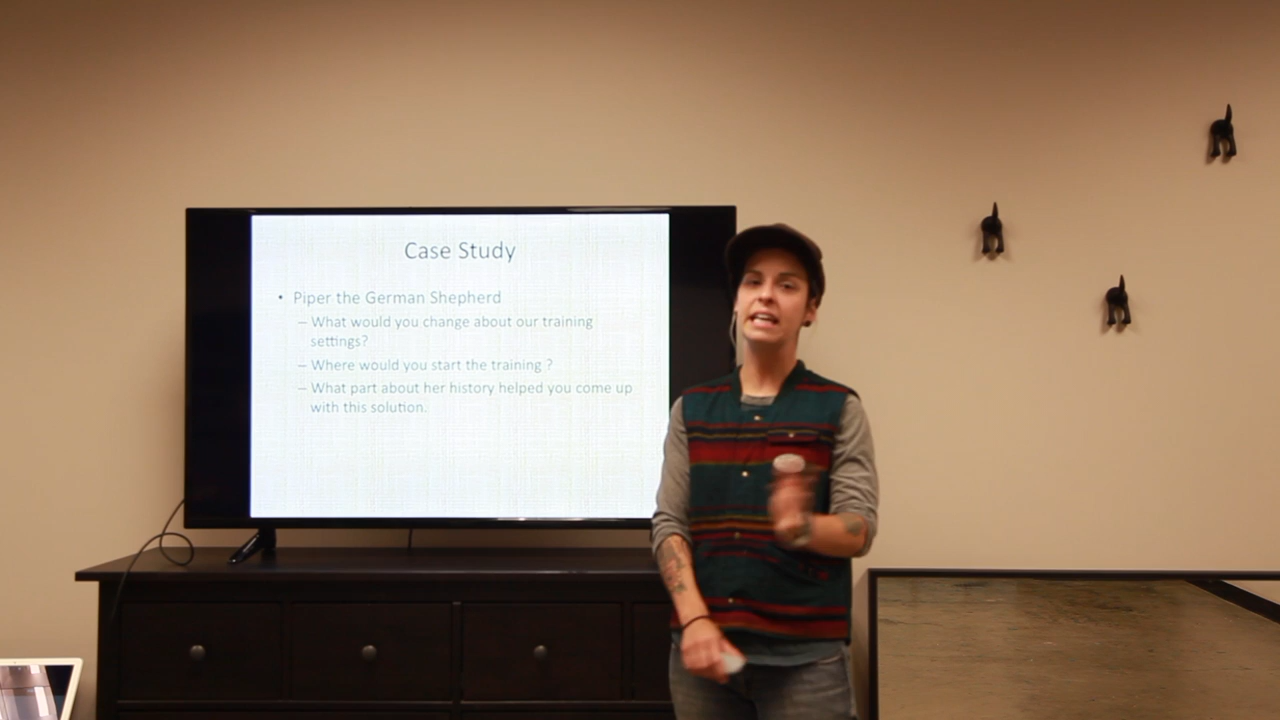 Case Study
• Piper the German Shepherd
– What would you change about our training
settings?
– Where would you start the training ?
– What part about her history helped you come up
with this solution.